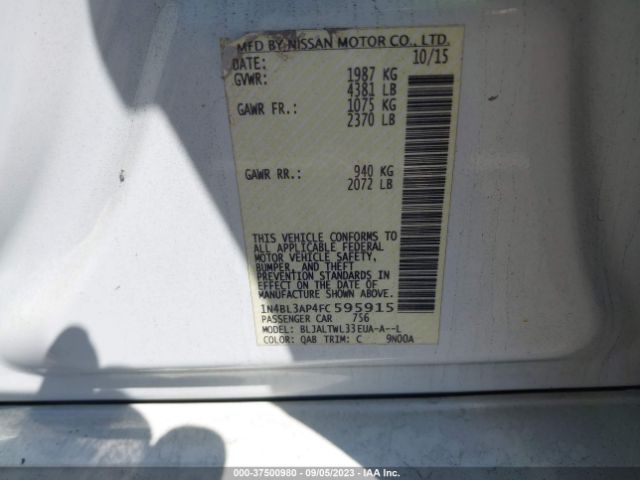 MFD BY NISSAN MOTOR CO., LTD.
DATE: 10/15
GVWR: 1987 KG
4381 LB
GAWR FR.: 1075 KG
2370 LB
GAWR RR.: 940 KG
2072 LB
THIS VEHICLE CONFORMS TO
ALL APPLICABLE FEDERAL
MOTOR VEHICLE SAFETY,
BUMPER, AND THEFT
PREVENTION STANDARDS IN
EFFECT ON THE DATE OF
MANUFACTURE SHOWN ABOVE.
1N4BL3AP4FC595915
PASSENGER CAR 756
MODEL: BLJALTWL33EUA-A--L
COLOR: QAB TRIM: C 9N00A
000-37500980 - 09/05/2023 - IAA Inc.